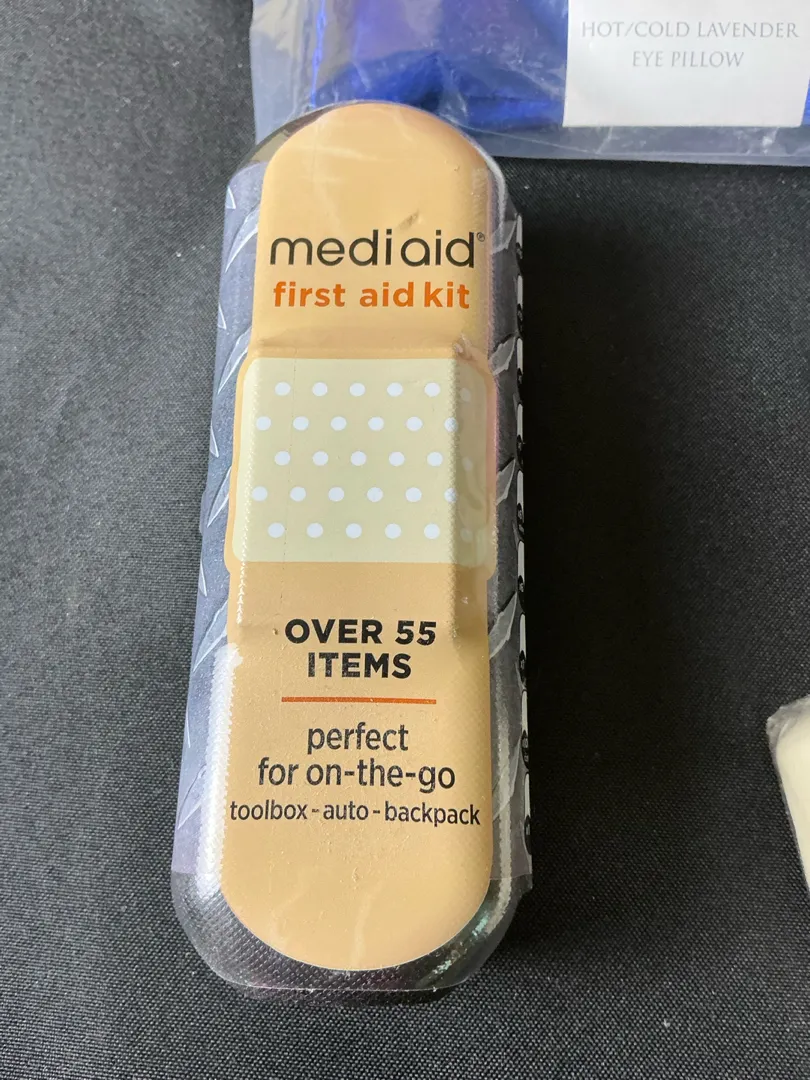 HOT/COLD LAVENDER
EYE PILLOW
mediaid®
first aid kit
OVER 55
ITEMS
perfect
for on-the-go
toolbox - auto - backpack